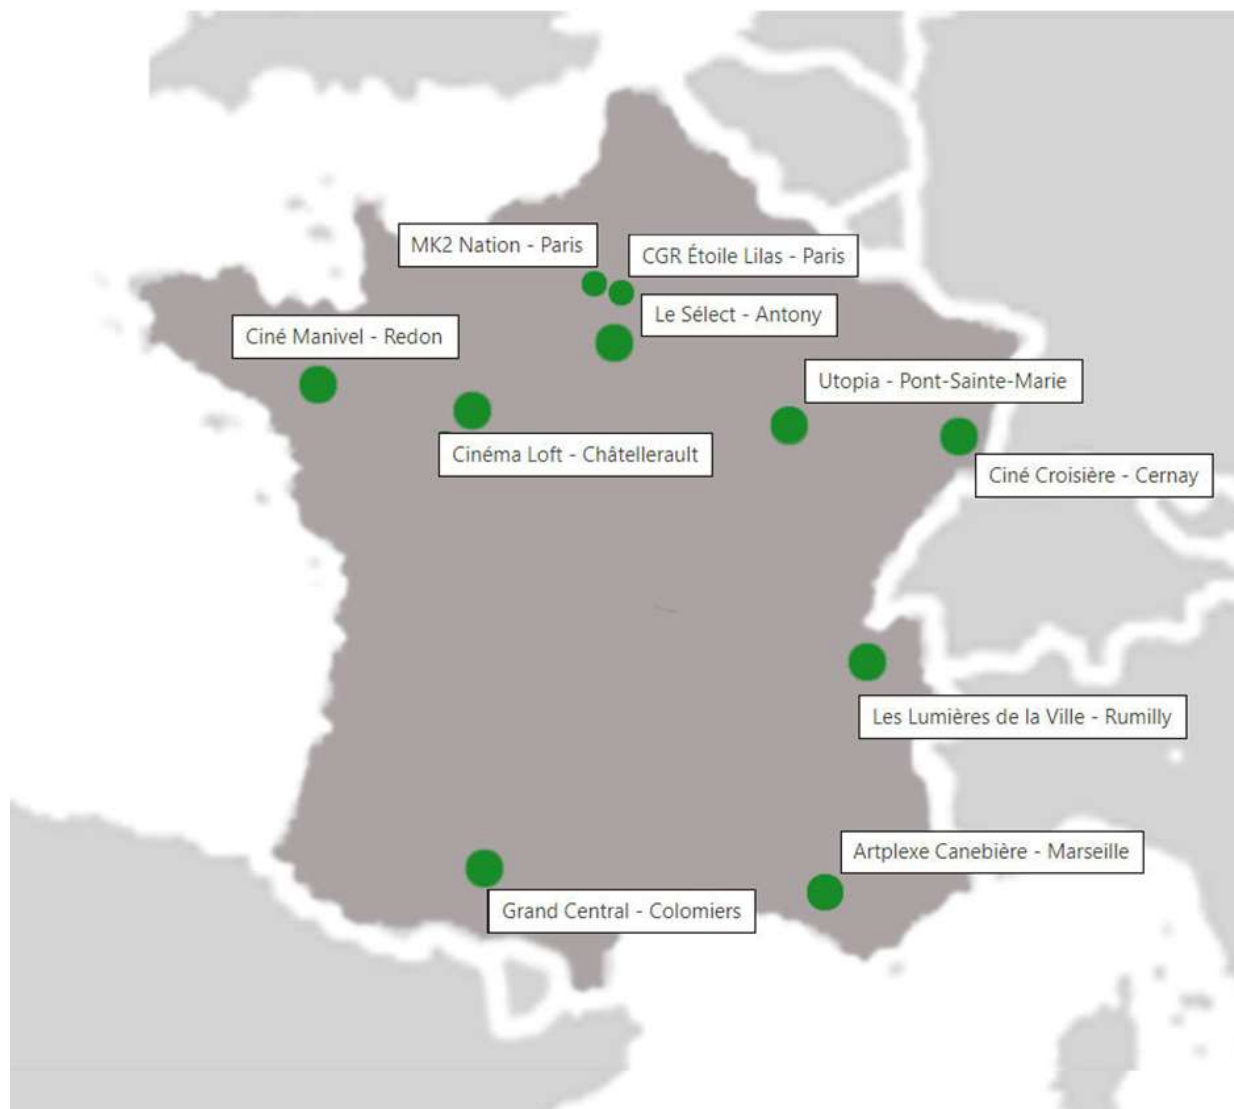 MK2 Nation - Paris
CGR Étoile Lilas - Paris
Le Sélect - Antony
Ciné Manivel - Redon
Utopia - Pont-Sainte-Marie
Cinéma Loft - Châtellerault
Ciné Croisière - Cernay
Les Lumières de la Ville - Rumilly
Artplexe Canebière - Marseille
Grand Central - Colomiers